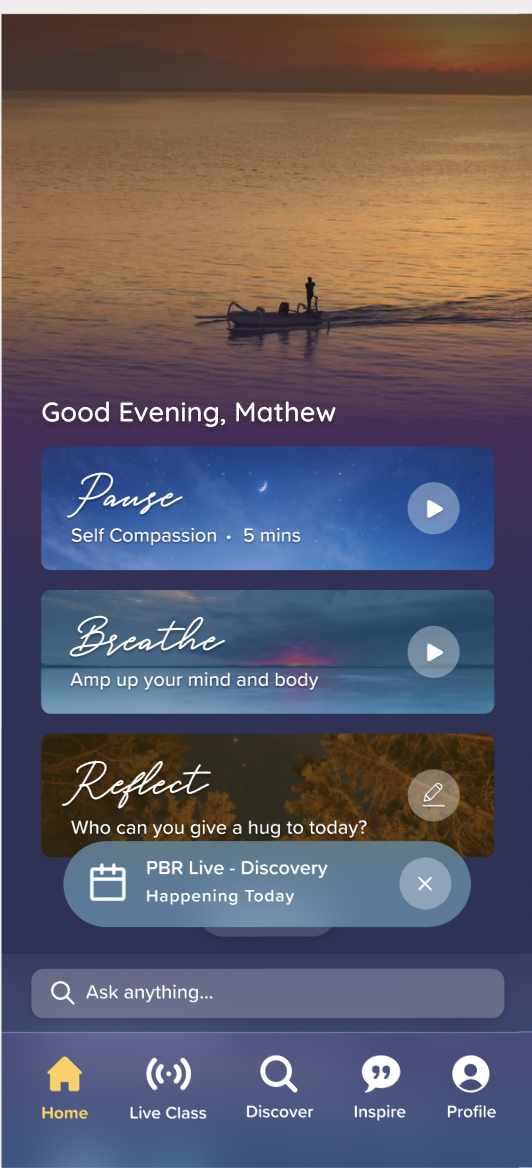 Good Evening, Mathew
Pause
Self Compassion • 5 mins
Breathe
Amp up your mind and body
Reflect
Who can you give a hug to today?
PBR Live - Discovery
Happening Today
Ask anything...
Home Live Class Discover Inspire Profile